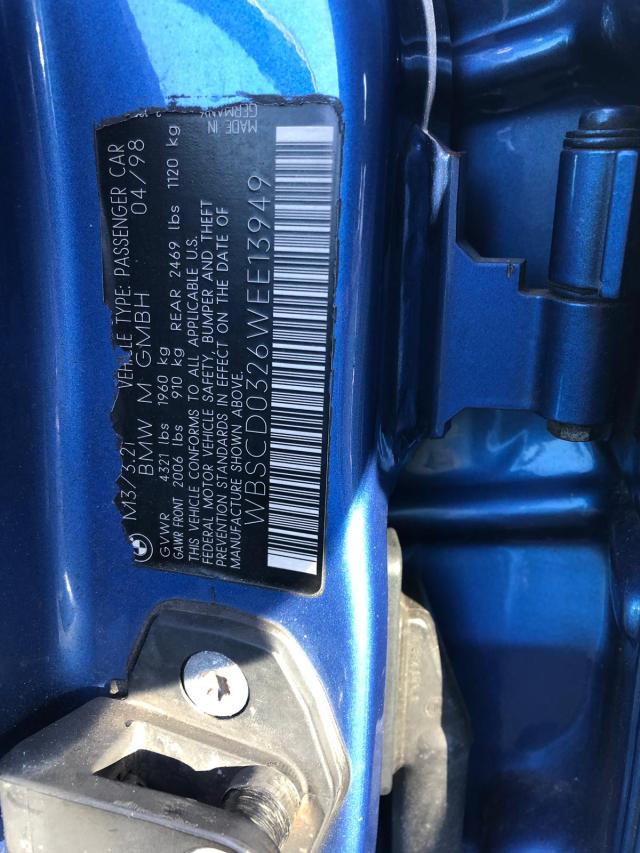 M3/3.2l VEHICLE TYPE: PASSENGER CAR
BMW M GMBH 04/98
GVWR 4321 lbs 1960 kg
GAWR FRONT 2006 lbs 910 kg REAR 2469 lbs 1120 kg
THIS VEHICLE CONFORMS TO ALL APPLICABLE U.S.
FEDERAL MOTOR VEHICLE SAFETY, BUMPER AND THEFT
PREVENTION STANDARDS IN EFFECT ON THE DATE OF
MANUFACTURE SHOWN ABOVE.
MADE IN
GERMANY
WBSCD0326WEE13949